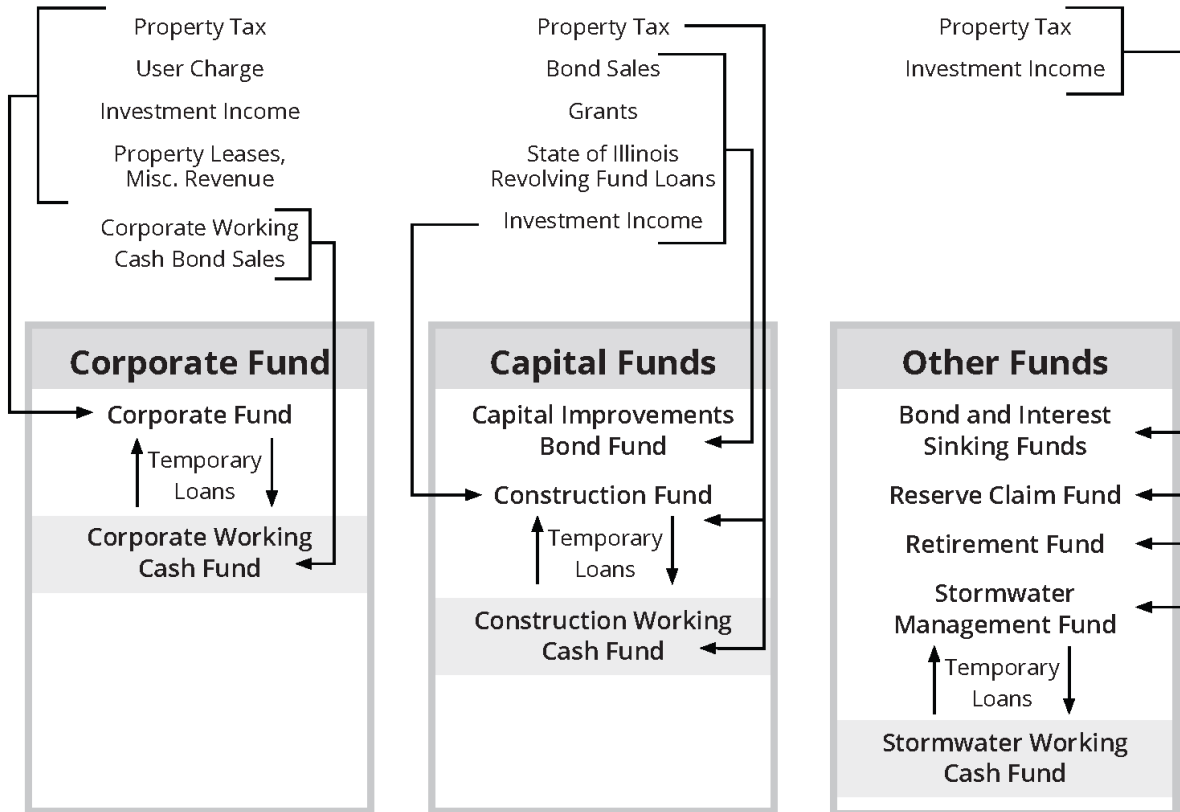 Property Tax
User Charge
Investment Income
Property Leases,
Misc. Revenue
Corporate Working
Cash Bond Sales
Corporate Fund
Corporate Fund
Temporary
Loans
Corporate Working
Cash Fund
Property Tax
Bond Sales
Grants
State of Illinois
Revolving Fund Loans
Investment Income
Capital Funds
Capital Improvements
Bond Fund
Construction Fund
Temporary
Loans
Construction Working
Cash Fund
Property Tax
Investment Income
Other Funds
Bond and Interest
Sinking Funds
Reserve Claim Fund
Retirement Fund
Stormwater
Management Fund
Temporary
Loans
Stormwater Working
Cash Fund